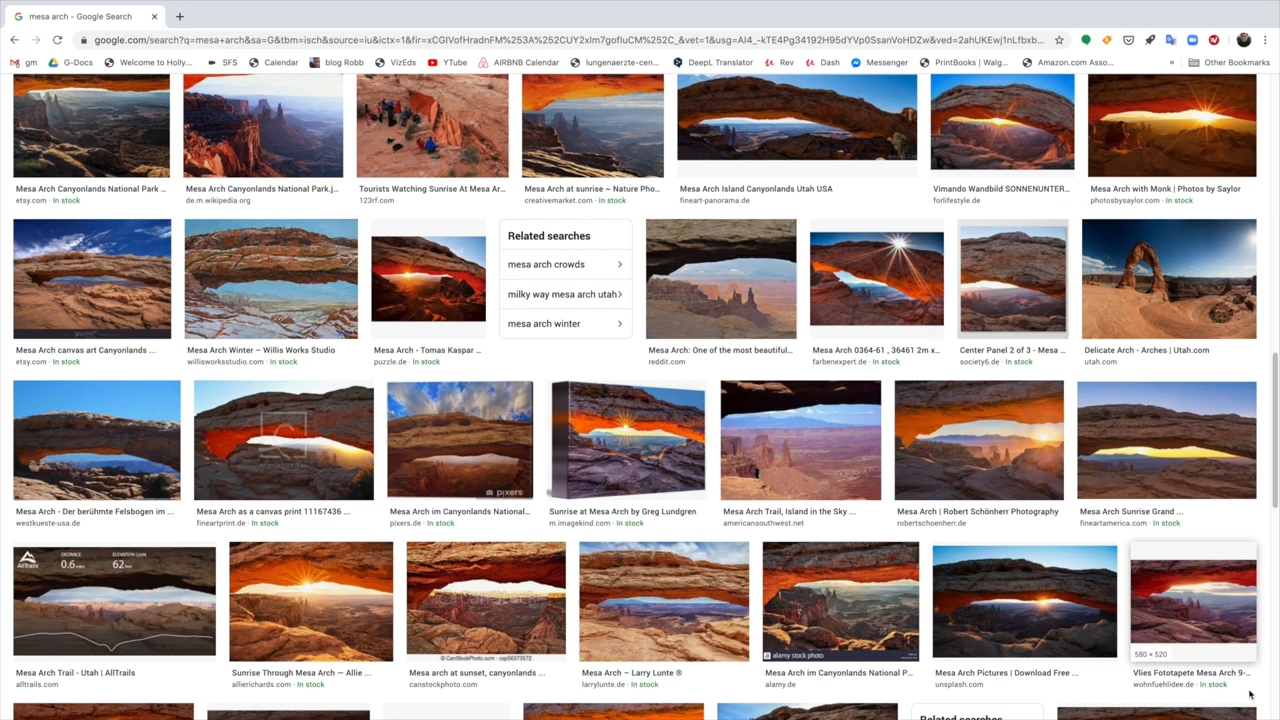 mesa arch - Google Search
google.com/search?q=mesa+arch&sa=G&tbm=isch&source=iu&ictx=1&fir=xCGIVofHradnFM%253A%252CUY2xlm7gofIuCM%252C_&vet=1&usg=AI4_-kTE4Pg34192H95dYVp0SsanVoHDZw&ved=2ahUKEwj1nLfbxb...
gm G-Docs Welcome to Holly... SFS Calendar blog Robb VizEds YTube AIRBNB Calendar lungenaerzte-cen... DeepL Translator Rev Dash Messenger PrintBooks | Walg... Amazon.com Asso... » Other Bookmarks
Mesa Arch Canyonlands National Park ... Mesa Arch Canyonlands National Park.j... Tourists Watching Sunrise At Mesa Ar... Mesa Arch at sunrise ~ Nature Pho... Mesa Arch Island Canyonlands Utah USA Vimando Wandbild SONNENUNTER... Mesa Arch with Monk | Photos by Saylor
etsy.com · In stock de.m.wikipedia.org 123rf.com creativemarket.com · In stock fineart-panorama.de forlifestyle.de photosbysaylor.com · In stock
Related searches
mesa arch crowds
milky way mesa arch utah
mesa arch winter
Mesa Arch canvas art Canyonlands ... Mesa Arch Winter – Willis Works Studio Mesa Arch - Tomas Kaspar ... Mesa Arch: One of the most beautiful... Mesa Arch 0364-61 , 36461 2m x... Center Panel 2 of 3 - Mesa ... Delicate Arch - Arches | Utah.com
etsy.com · In stock willisworksstudio.com · In stock puzzle.de · In stock reddit.com farbenexpert.de · In stock society6.de · In stock utah.com
pixers
Mesa Arch - Der berühmte Felsbogen im ... Mesa Arch as a canvas print 11167436 ... Mesa Arch im Canyonlands National... Sunrise at Mesa Arch by Greg Lundgren Mesa Arch Trail, Island in the Sky ... Mesa Arch | Robert Schönherr Photography Mesa Arch Sunrise Grand ...
westkueste-usa.de fineartprint.de · In stock pixers.de · In stock m.imagekind.com · In stock americansouthwest.net robertschoenherr.de fineartamerica.com · In stock
AllTrails DISTANCE 0.6 miles ELEVATION GAIN 62
© CanStockPhoto.com - csp56373572
alamy stock photo
580 × 520
Mesa Arch Trail - Utah | AllTrails Sunrise Through Mesa Arch — Allie ... Mesa arch at sunset, canyonlands ... Mesa Arch – Larry Lunte ® Mesa Arch im Canyonlands National P... Mesa Arch Pictures | Download Free ... Vlies Fototapete Mesa Arch 9-...
alltrails.com allierichards.com · In stock canstockphoto.com larrylunte.de · In stock alamy.de unsplash.com wohnfuehlidee.de · In stock
Related searches